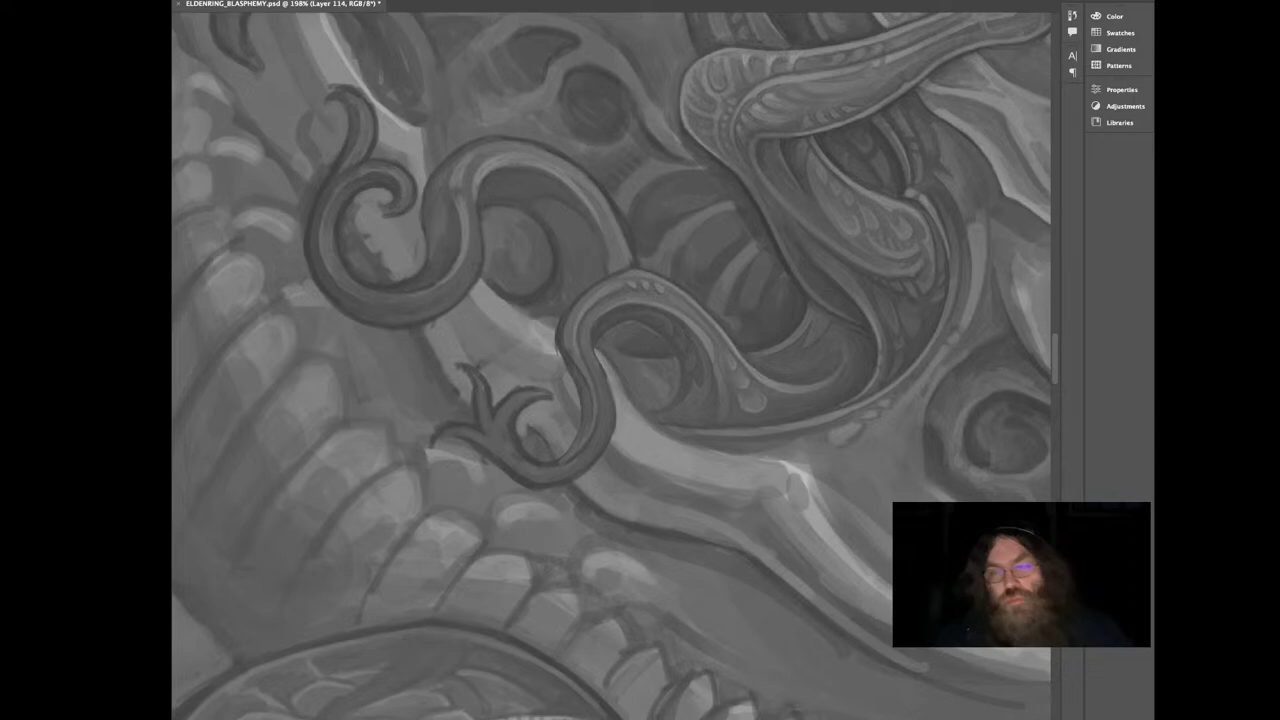 × ELDENRING_BLASPHEMY.psd @ 198% (Layer 114, RGB/8*) *
Color
Swatches
Gradients
Patterns
Properties
Adjustments
Libraries